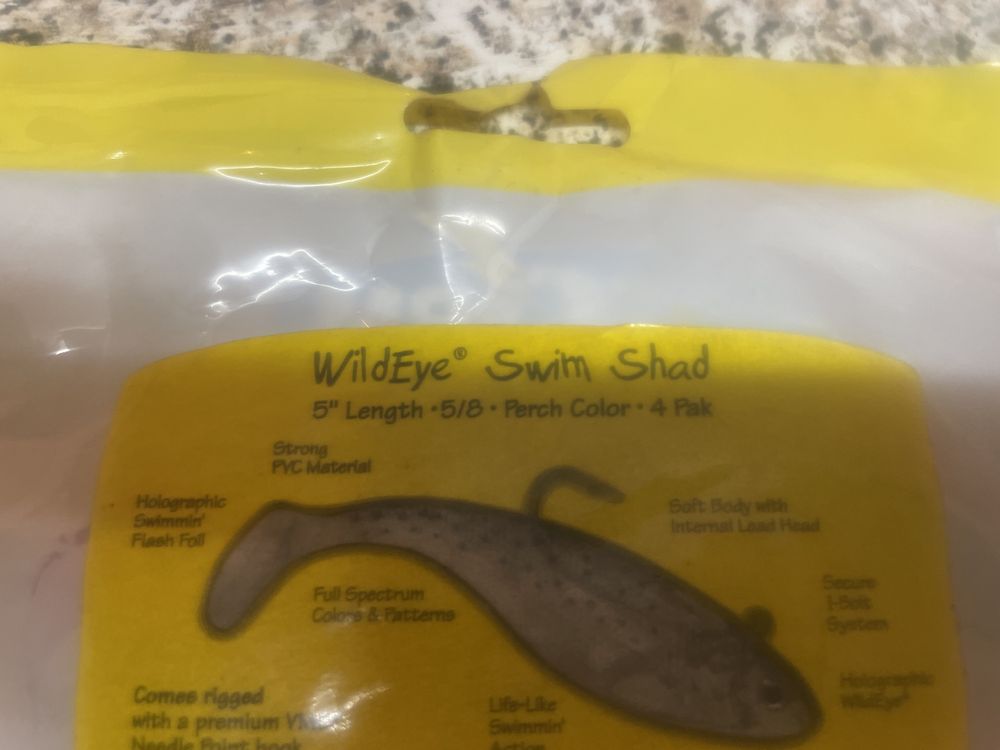 WildEye® Swim Shad
5" Length • 5/8 • Perch Color • 4 Pak
Strong
PVC Material
Holographic
Swimmin'
Flash Foil
Soft Body with
Internal Lead Head
Full Spectrum
Colors & Patterns
Secure
System
Holographic
WildEye®
Comes rigged
with a premium
Needle Point hook
Life-Like
Swimmin'
Action